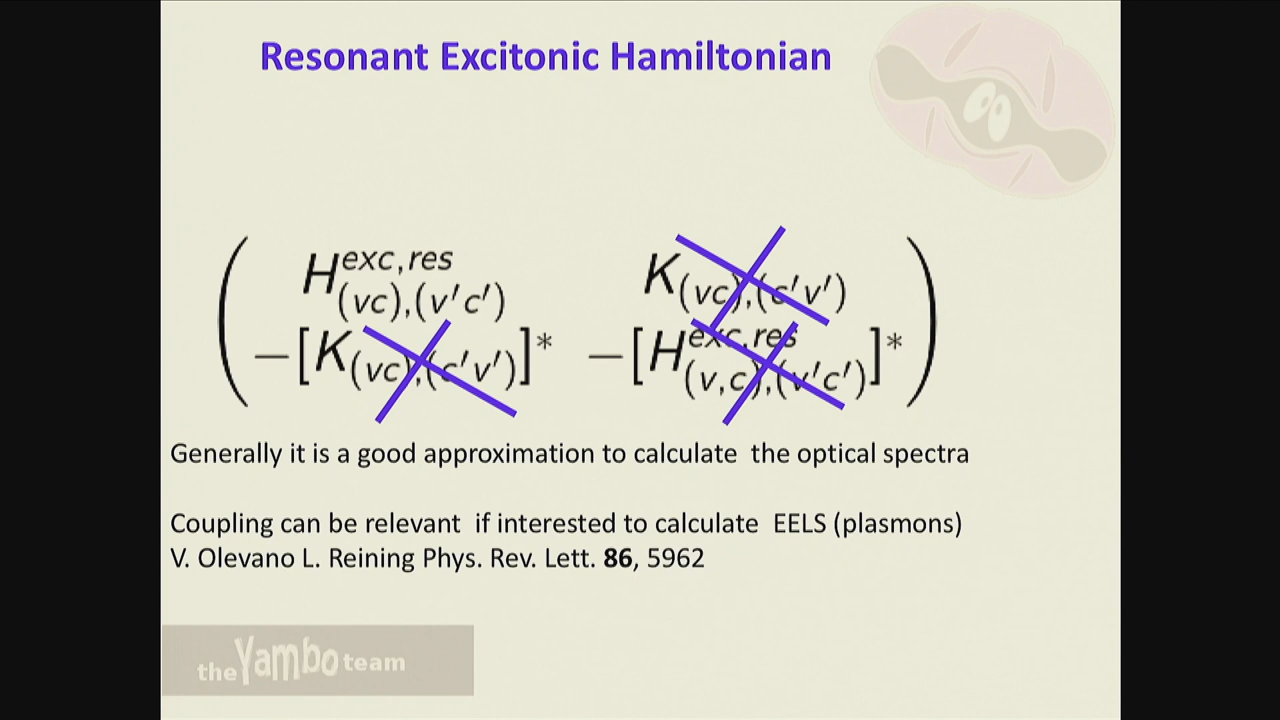 Resonant Excitonic Hamiltonian
H^{exc,res}_{(vc),(v'c')} K_{(vc),(c'v')}
−[K_{(vc),(c'v')}]* −[H^{exc,res}_{(v,c),(v'c')}]*
Generally it is a good approximation to calculate the optical spectra
Coupling can be relevant if interested to calculate EELS (plasmons)
V. Olevano L. Reining Phys. Rev. Lett. 86, 5962
the Yambo team